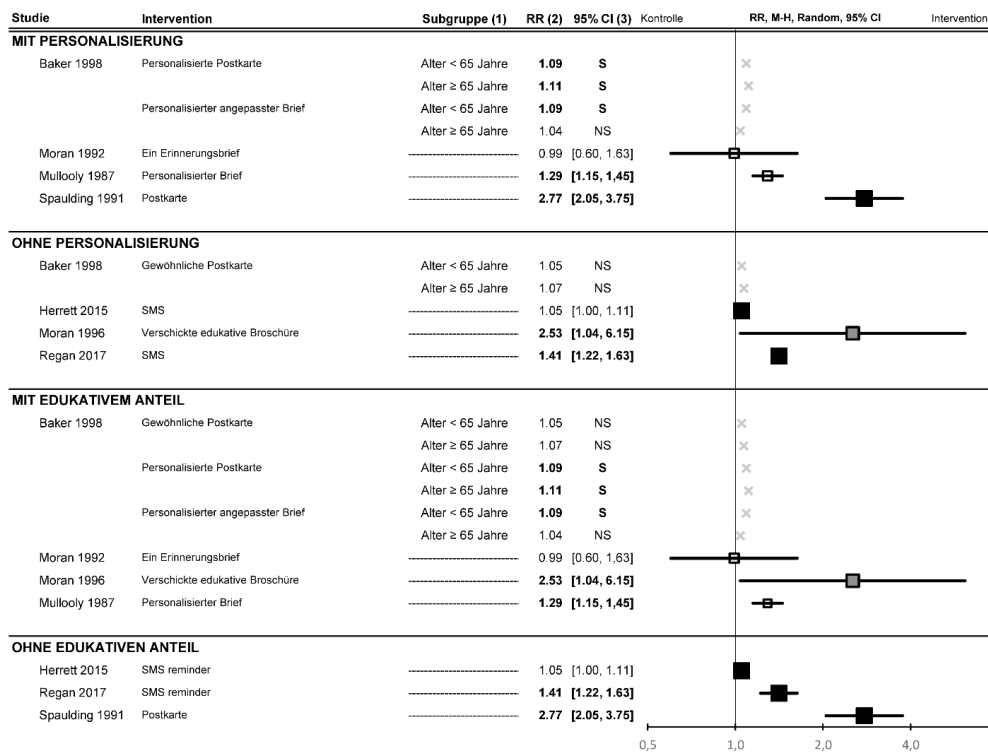 Studie Intervention Subgruppe (1) RR (2) 95% CI (3) Kontrolle RR, M-H, Random, 95% CI Intervention
MIT PERSONALISIERUNG
Baker 1998 Personalisierte Postkarte Alter < 65 Jahre 1.09 S
Alter ≥ 65 Jahre 1.11 S
Personalisierter angepasster Brief Alter < 65 Jahre 1.09 S
Alter ≥ 65 Jahre 1.04 NS
Moran 1992 Ein Erinnerungsbrief 0.99 [0.60, 1.63]
Mullooly 1987 Personalisierter Brief 1.29 [1.15, 1,45]
Spaulding 1991 Postkarte 2.77 [2.05, 3.75]
OHNE PERSONALISIERUNG
Baker 1998 Gewöhnliche Postkarte Alter < 65 Jahre 1.05 NS
Alter ≥ 65 Jahre 1.07 NS
Herrett 2015 SMS 1.05 [1.00, 1.11]
Moran 1996 Verschickte edukative Broschüre 2.53 [1.04, 6.15]
Regan 2017 SMS 1.41 [1.22, 1.63]
MIT EDUKATIVEM ANTEIL
Baker 1998 Gewöhnliche Postkarte Alter < 65 Jahre 1.05 NS
Alter ≥ 65 Jahre 1.07 NS
Personalisierte Postkarte Alter < 65 Jahre 1.09 S
Alter ≥ 65 Jahre 1.11 S
Personalisierter angepasster Brief Alter < 65 Jahre 1.09 S
Alter ≥ 65 Jahre 1.04 NS
Moran 1992 Ein Erinnerungsbrief 0.99 [0.60, 1,63]
Moran 1996 Verschickte edukative Broschüre 2.53 [1.04, 6.15]
Mullooly 1987 Personalisierter Brief 1.29 [1.15, 1,45]
OHNE EDUKATIVEN ANTEIL
Herrett 2015 SMS reminder 1.05 [1.00, 1.11]
Regan 2017 SMS reminder 1.41 [1.22, 1.63]
Spaulding 1991 Postkarte 2.77 [2.05, 3.75]
0,5 1,0 2,0 4,0